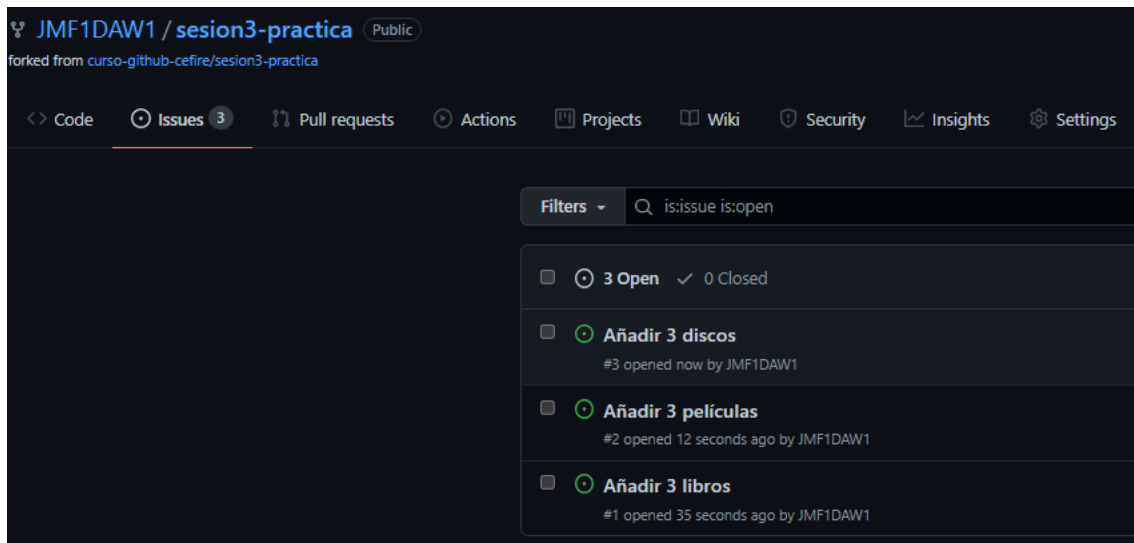 JMF1DAW1 / sesion3-practica Public
forked from curso-github-cefire/sesion3-practica
Code Issues 3 Pull requests Actions Projects Wiki Security Insights Settings
Filters is:issue is:open
3 Open 0 Closed
Añadir 3 discos
#3 opened now by JMF1DAW1
Añadir 3 películas
#2 opened 12 seconds ago by JMF1DAW1
Añadir 3 libros
#1 opened 35 seconds ago by JMF1DAW1